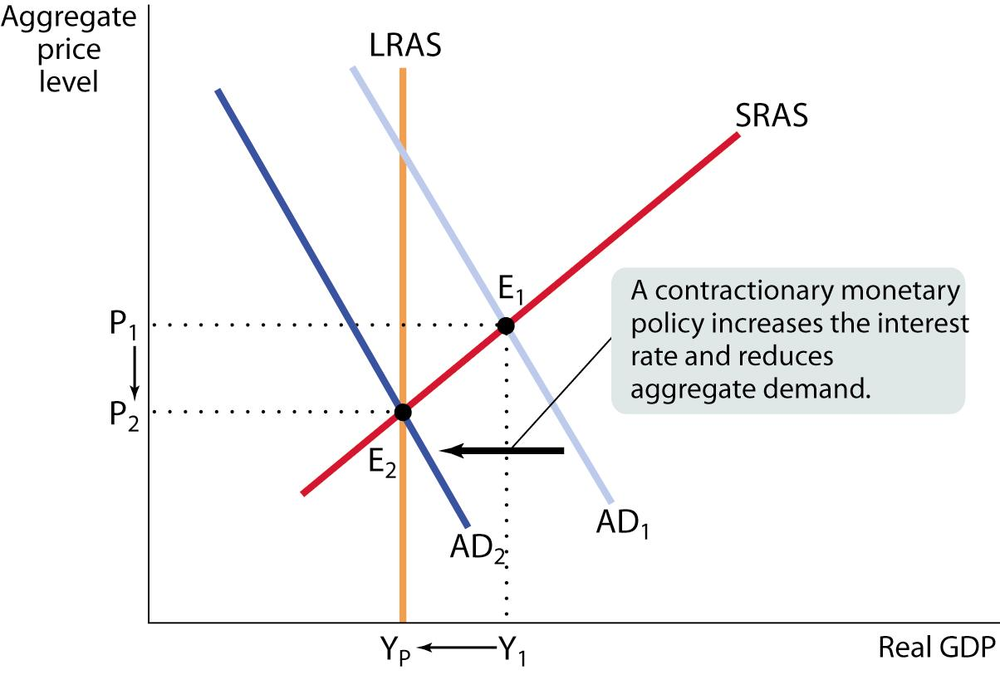 Aggregate
price
level
LRAS
SRAS
E₁
A contractionary monetary
policy increases the interest
rate and reduces
aggregate demand.
P₁
P₂
E₂
AD₁
AD₂
Y_P
Y₁
Real GDP